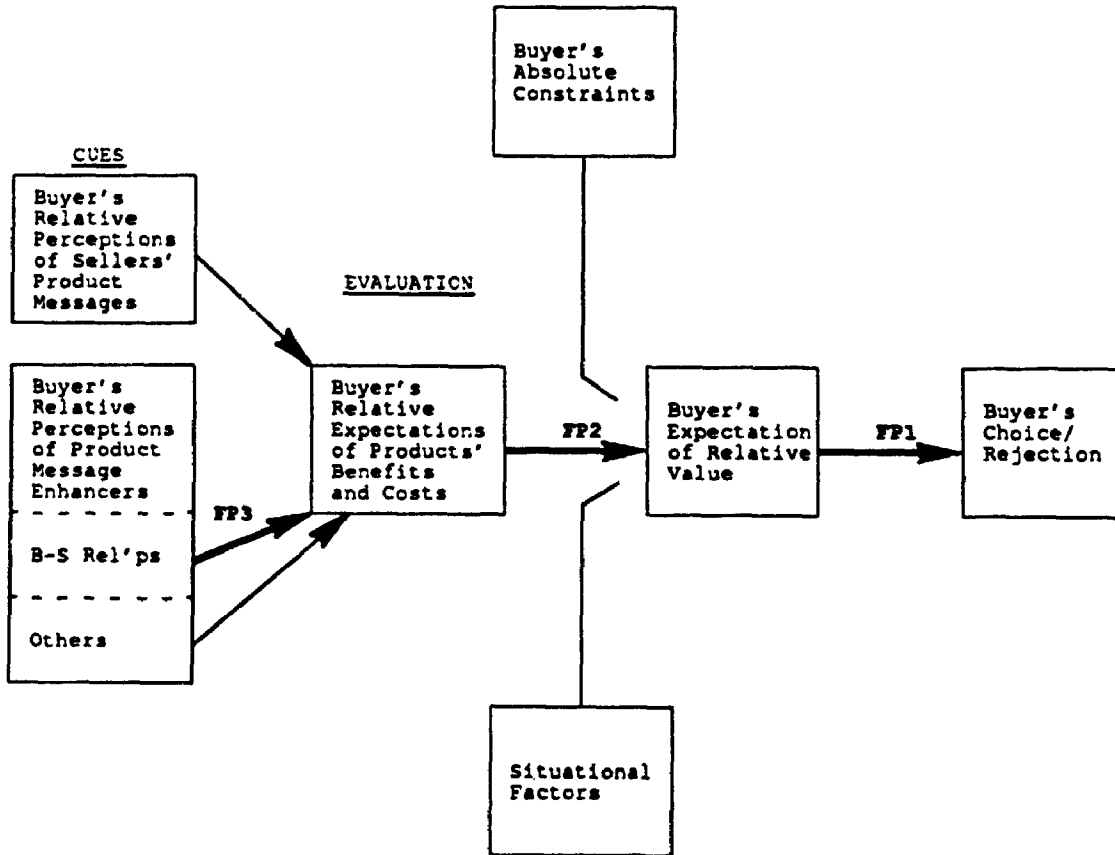 Buyer's
Absolute
Constraints
CUES
Buyer's
Relative
Perceptions
of Sellers'
Product
Messages
EVALUATION
Buyer's
Relative
Perceptions
of Product
Message
Enhancers
FP3
B-S Rel'ps
Others
Buyer's
Relative
Expectations
of Products'
Benefits
and Costs
FP2
Buyer's
Expectation
of Relative
Value
FP1
Buyer's
Choice/
Rejection
Situational
Factors